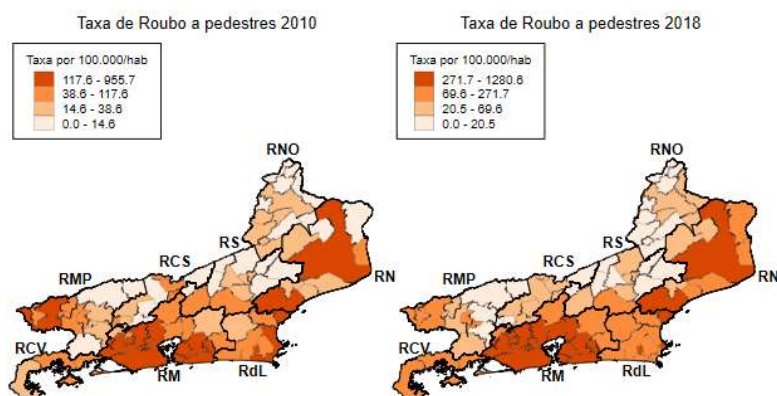 Taxa de Roubo a pedestres 2010
Taxa por 100.000/hab
117.6 - 955.7
38.6 - 117.6
14.6 - 38.6
0.0 - 14.6
RNO
RS
RCS
RMP
RN
RCV
RM
RdL
Taxa de Roubo a pedestres 2018
Taxa por 100.000/hab
271.7 - 1280.6
69.6 - 271.7
20.5 - 69.6
0.0 - 20.5
RNO
RS
RCS
RMP
RN
RCV
RM
RdL